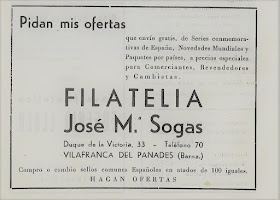 Pidan mis ofertas
que envío gratis, de Series conmemora-
tivas de España, Novedades Mundiales y
Paquetes por países, a precios especiales
para Comerciantes, Revendedores
y Cambistas.
FILATELIA
José M.ª Sogas
Duque de la Victoria, 33 - Teléfono 70
VILAFRANCA DEL PANADES (Barna.)
Compro o cambio sellos comunes Españoles en atados de 100 iguales.
HAGAN OFERTAS